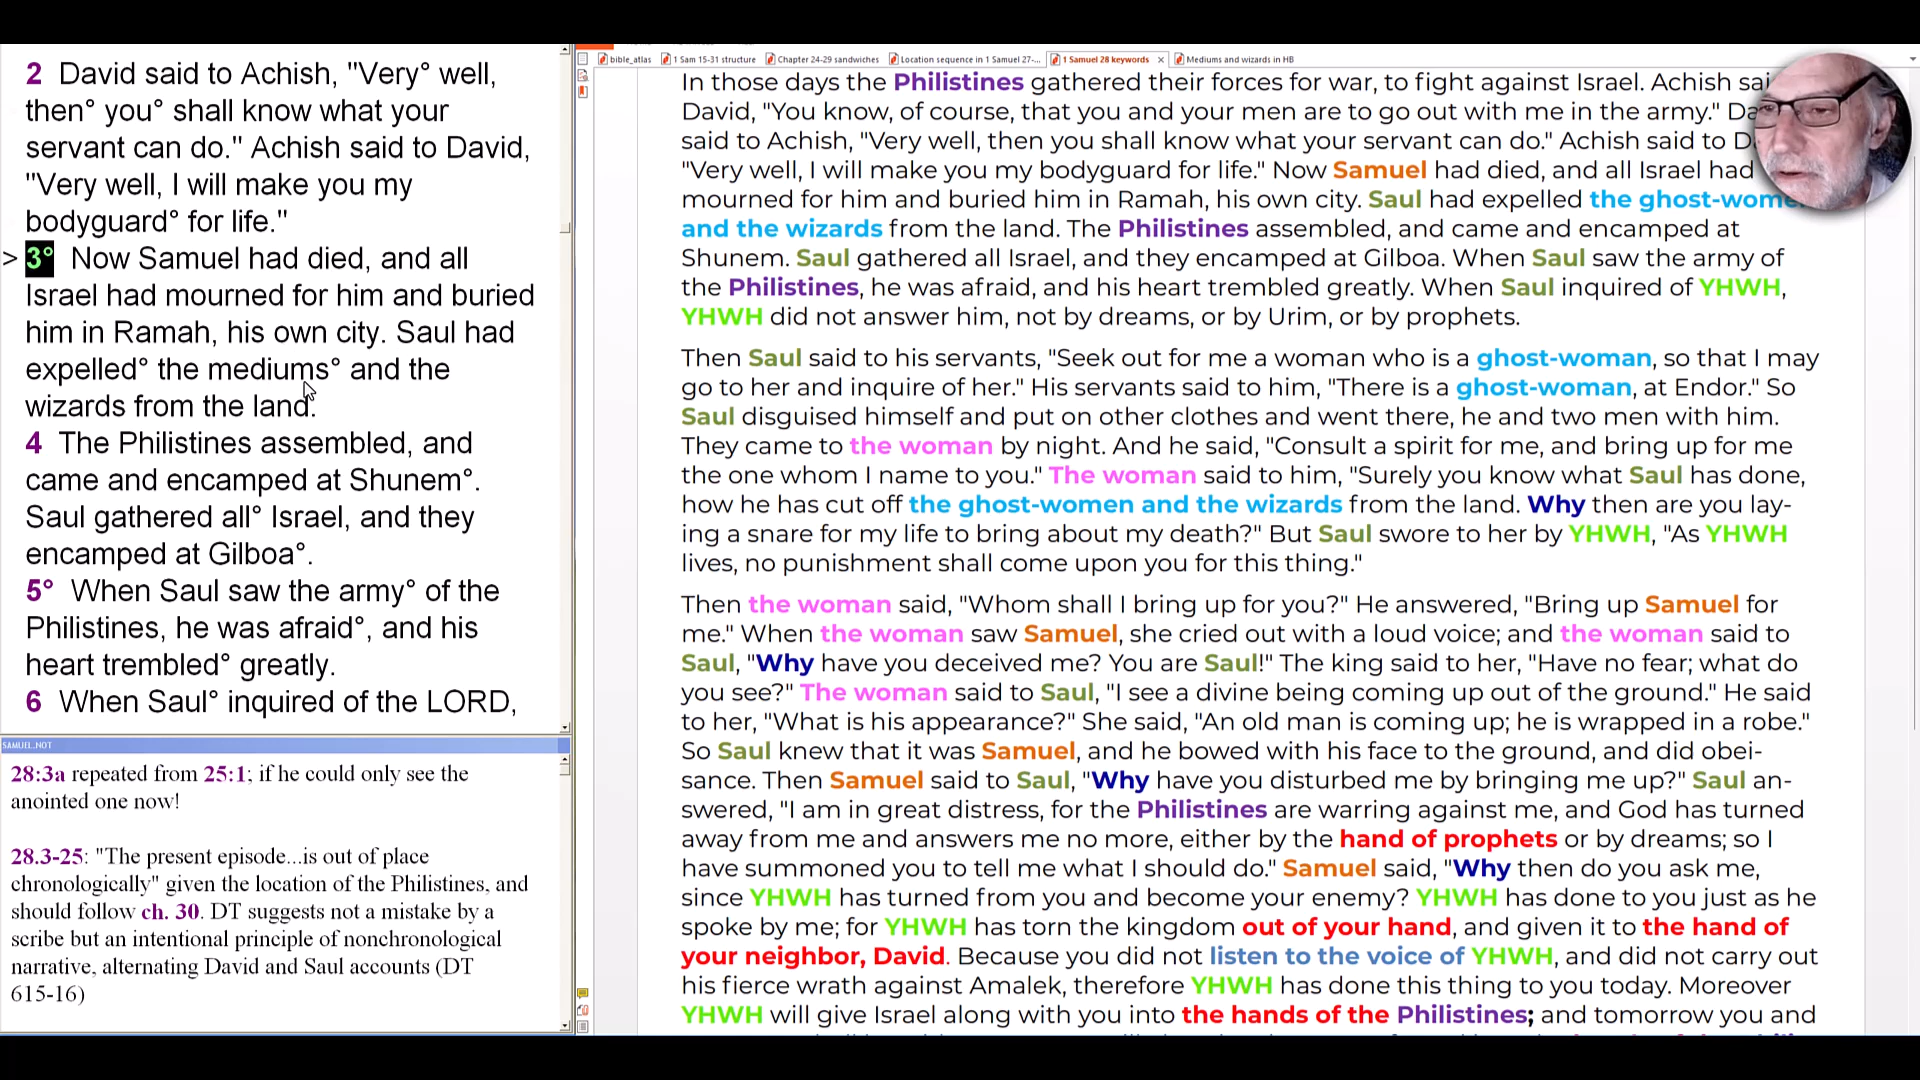 2 David said to Achish, "Very° well,
then° you° shall know what your
servant can do." Achish said to David,
"Very well, I will make you my
bodyguard° for life."
> 3° Now Samuel had died, and all
Israel had mourned for him and buried
him in Ramah, his own city. Saul had
expelled° the mediums° and the
wizards from the land.
4 The Philistines assembled, and
came and encamped at Shunem°.
Saul gathered all° Israel, and they
encamped at Gilboa°.
5° When Saul saw the army° of the
Philistines, he was afraid°, and his
heart trembled° greatly.
6 When Saul° inquired of the LORD,
SAMUEL.NOT
28:3a repeated from 25:1; if he could only see the
anointed one now!
28.3-25: "The present episode...is out of place
chronologically" given the location of the Philistines, and
should follow ch. 30. DT suggests not a mistake by a
scribe but an intentional principle of nonchronological
narrative, alternating David and Saul accounts (DT
615-16)
bible_atlas 1 Sam 15-31 structure Chapter 24-29 sandwiches Location sequence in 1 Samuel 27-... 1 Samuel 28 keywords × Mediums and wizards in HB
In those days the Philistines gathered their forces for war, to fight against Israel. Achish sai
David, "You know, of course, that you and your men are to go out with me in the army." Da
said to Achish, "Very well, then you shall know what your servant can do." Achish said to D
"Very well, I will make you my bodyguard for life." Now Samuel had died, and all Israel had
mourned for him and buried him in Ramah, his own city. Saul had expelled the ghost-wome
and the wizards from the land. The Philistines assembled, and came and encamped at
Shunem. Saul gathered all Israel, and they encamped at Gilboa. When Saul saw the army of
the Philistines, he was afraid, and his heart trembled greatly. When Saul inquired of YHWH,
YHWH did not answer him, not by dreams, or by Urim, or by prophets.
Then Saul said to his servants, "Seek out for me a woman who is a ghost-woman, so that I may
go to her and inquire of her." His servants said to him, "There is a ghost-woman, at Endor." So
Saul disguised himself and put on other clothes and went there, he and two men with him.
They came to the woman by night. And he said, "Consult a spirit for me, and bring up for me
the one whom I name to you." The woman said to him, "Surely you know what Saul has done,
how he has cut off the ghost-women and the wizards from the land. Why then are you lay-
ing a snare for my life to bring about my death?" But Saul swore to her by YHWH, "As YHWH
lives, no punishment shall come upon you for this thing."
Then the woman said, "Whom shall I bring up for you?" He answered, "Bring up Samuel for
me." When the woman saw Samuel, she cried out with a loud voice; and the woman said to
Saul, "Why have you deceived me? You are Saul!" The king said to her, "Have no fear; what do
you see?" The woman said to Saul, "I see a divine being coming up out of the ground." He said
to her, "What is his appearance?" She said, "An old man is coming up; he is wrapped in a robe."
So Saul knew that it was Samuel, and he bowed with his face to the ground, and did obei-
sance. Then Samuel said to Saul, "Why have you disturbed me by bringing me up?" Saul an-
swered, "I am in great distress, for the Philistines are warring against me, and God has turned
away from me and answers me no more, either by the hand of prophets or by dreams; so I
have summoned you to tell me what I should do." Samuel said, "Why then do you ask me,
since YHWH has turned from you and become your enemy? YHWH has done to you just as he
spoke by me; for YHWH has torn the kingdom out of your hand, and given it to the hand of
your neighbor, David. Because you did not listen to the voice of YHWH, and did not carry out
his fierce wrath against Amalek, therefore YHWH has done this thing to you today. Moreover
YHWH will give Israel along with you into the hands of the Philistines; and tomorrow you and